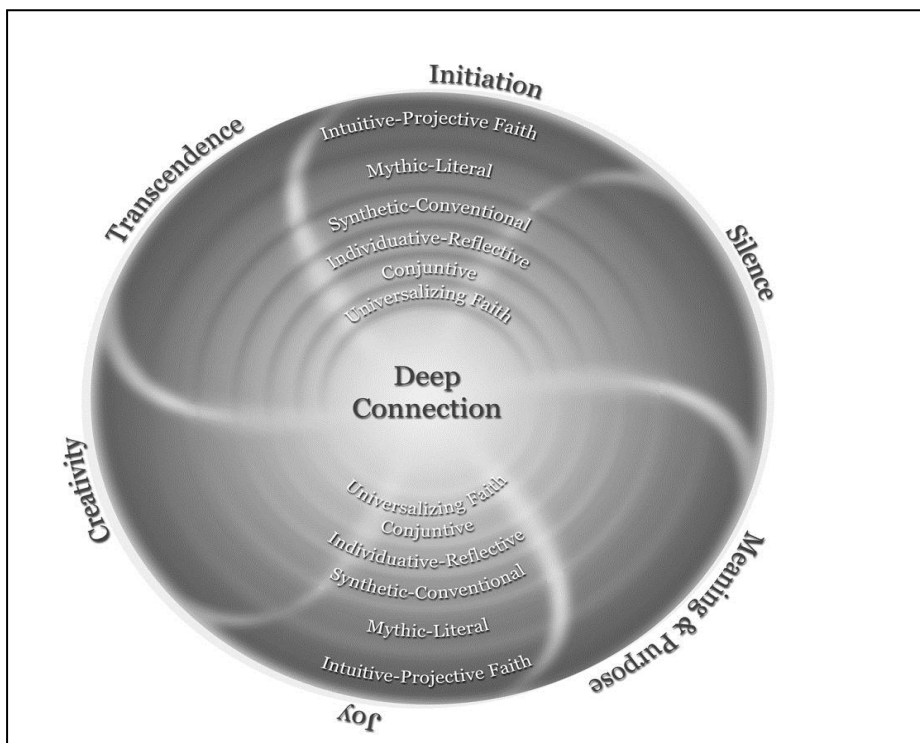 Initiation
Transcendence
Silence
Intuitive-Projective Faith
Mythic-Literal
Synthetic-Conventional
Individuative-Reflective
Conjuntive
Universalizing Faith
Deep
Connection
Universalizing Faith
Conjuntive
Individuative-Reflective
Synthetic-Conventional
Mythic-Literal
Intuitive-Projective Faith
Creativity
Meaning & Purpose
Joy